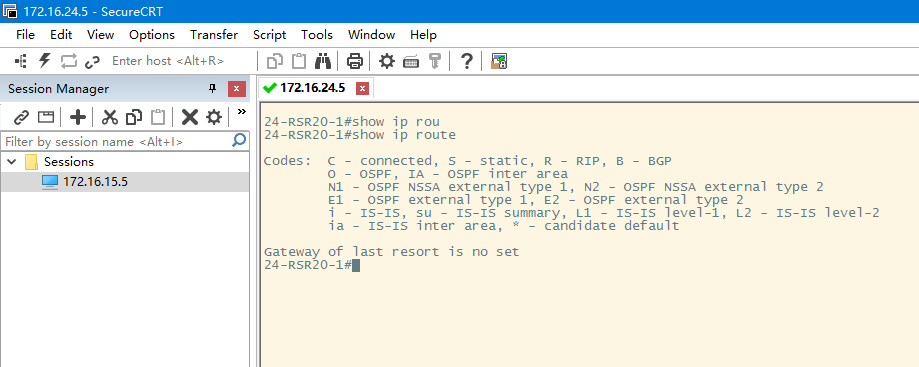 172.16.24.5 - SecureCRT
File Edit View Options Transfer Script Tools Window Help
Enter host <Alt+R>
Session Manager
172.16.24.5
Filter by session name <Alt+I>
Sessions
172.16.15.5
24-RSR20-1#show ip rou
24-RSR20-1#show ip route
Codes:  C - connected, S - static, R - RIP, B - BGP
O - OSPF, IA - OSPF inter area
N1 - OSPF NSSA external type 1, N2 - OSPF NSSA external type 2
E1 - OSPF external type 1, E2 - OSPF external type 2
i - IS-IS, su - IS-IS summary, L1 - IS-IS level-1, L2 - IS-IS level-2
ia - IS-IS inter area, * - candidate default
Gateway of last resort is no set
24-RSR20-1#